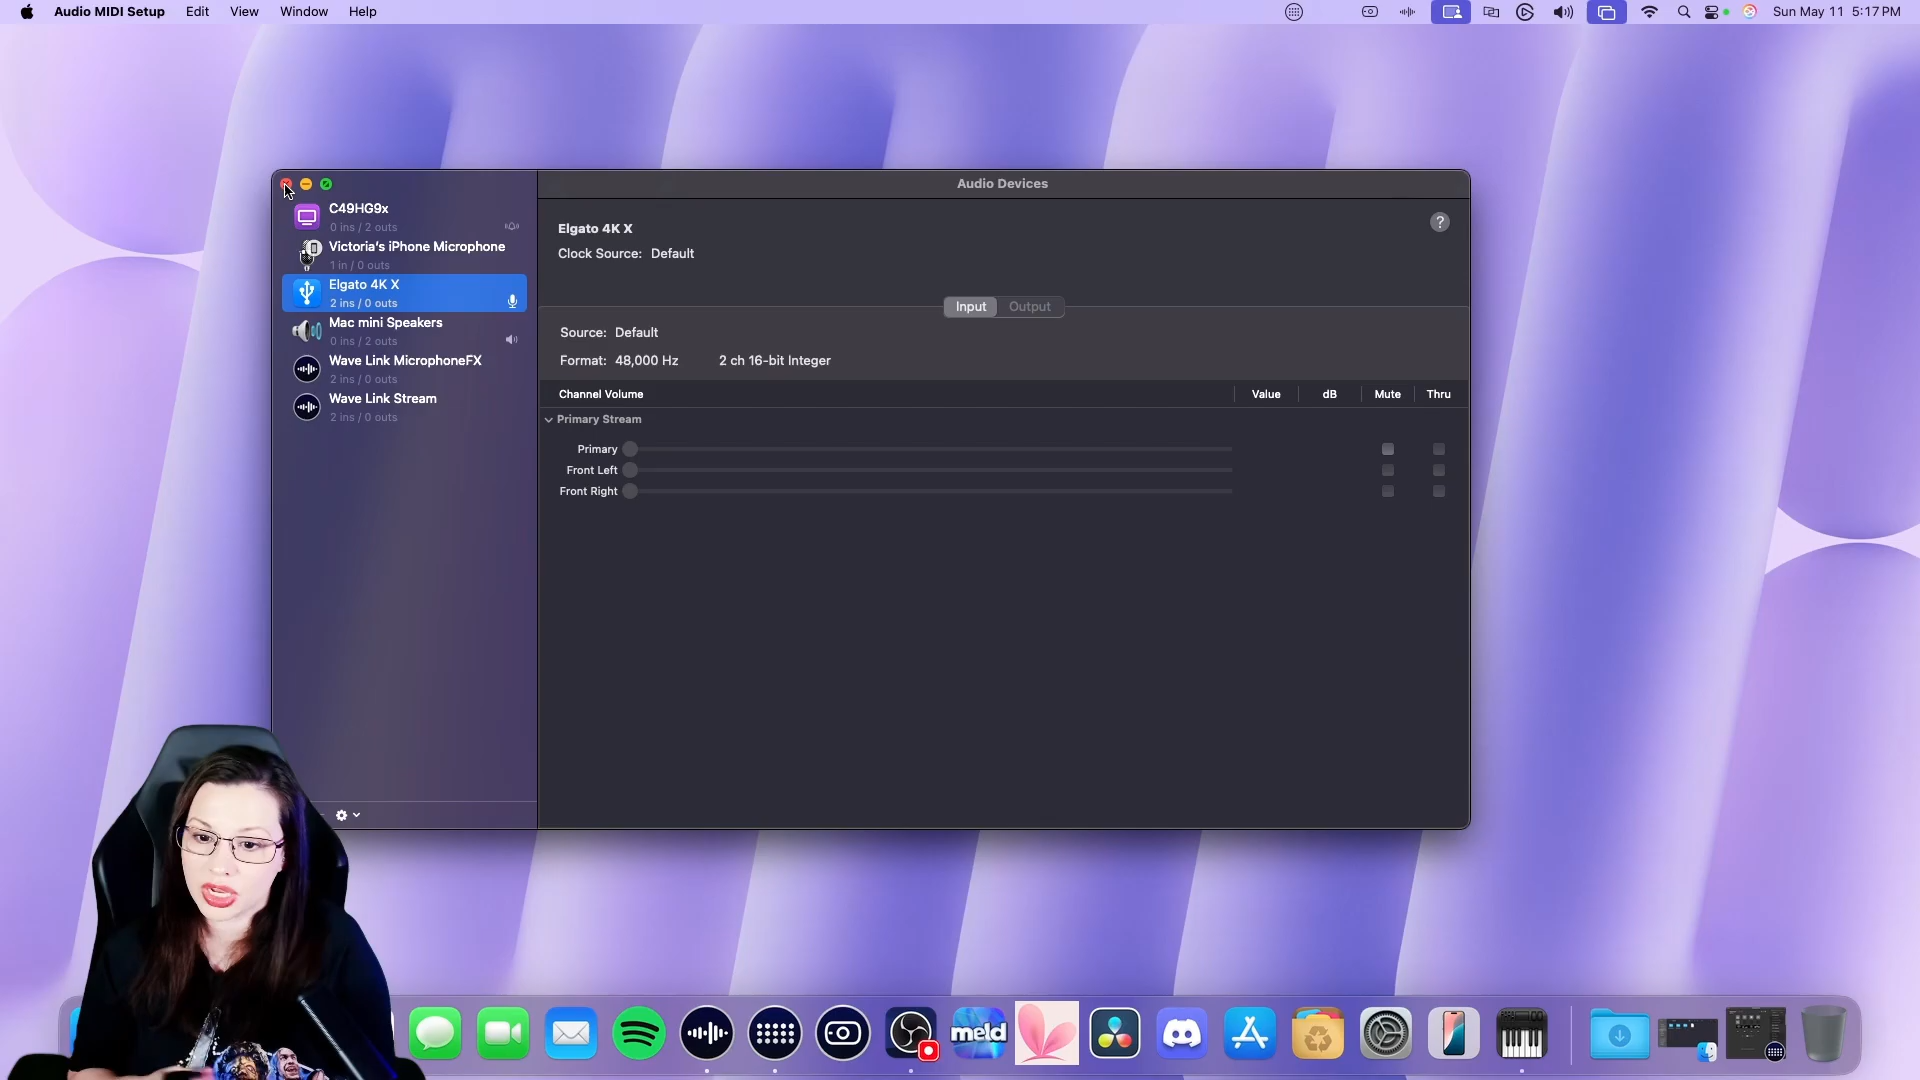 Audio MIDI Setup Edit View Window Help
Sun May 11 5:17 PM
Audio Devices
C49HG9x
0 ins / 2 outs
Victoria's iPhone Microphone
1 in / 0 outs
Elgato 4K X
2 ins / 0 outs
Mac mini Speakers
0 ins / 2 outs
Wave Link MicrophoneFX
2 ins / 0 outs
Wave Link Stream
2 ins / 0 outs
Elgato 4K X
?
Clock Source: Default
Input Output
Source: Default
Format: 48,000 Hz 2 ch 16-bit Integer
Channel Volume Value dB Mute Thru
Primary Stream
Primary
Front Left
Front Right
meld